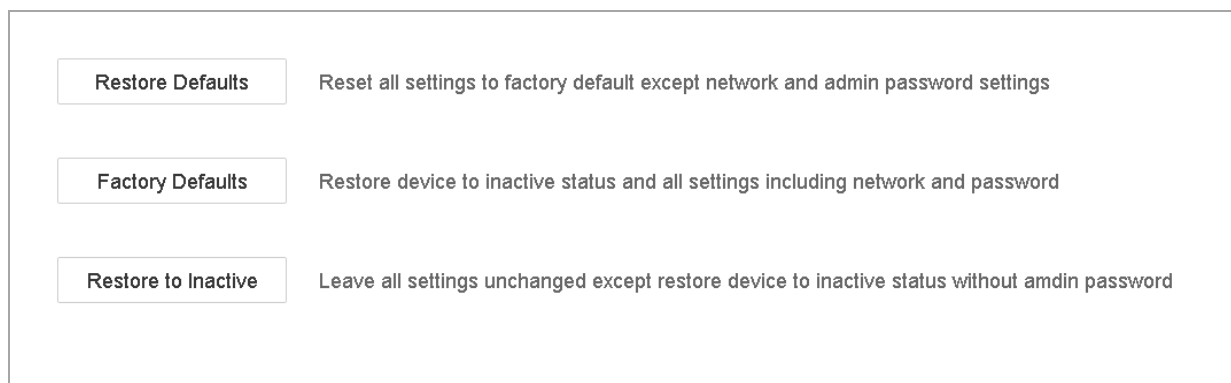 Restore Defaults Reset all settings to factory default except network and admin password settings
Factory Defaults Restore device to inactive status and all settings including network and password
Restore to Inactive Leave all settings unchanged except restore device to inactive status without amdin password